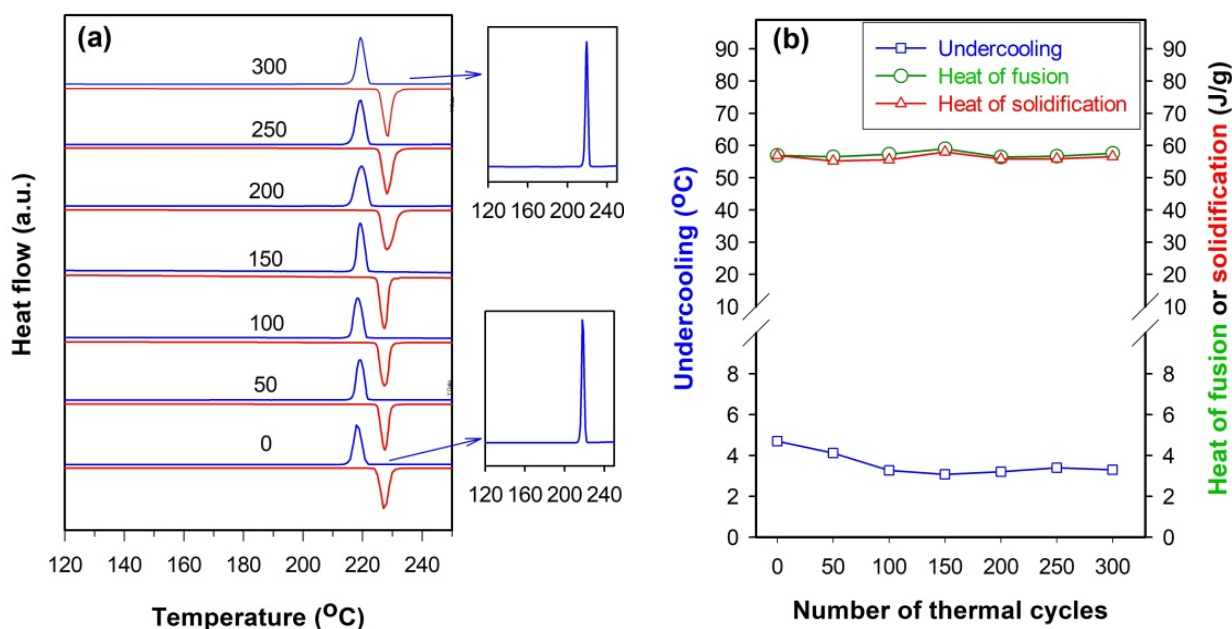 (a)
300
250
200
150
100
50
0
120 140 160 180 200 220 240
Heat flow (a.u.)
Temperature (ºC)
120 160 200 240
120 160 200 240
(b)
Undercooling
Heat of fusion
Heat of solidification
90
80
70
60
50
40
30
20
10
8
6
4
2
0
Undercooling (ºC)
90
80
70
60
50
40
30
20
10
8
6
4
2
0
Heat of fusion or solidification (J/g)
0 50 100 150 200 250 300
Number of thermal cycles